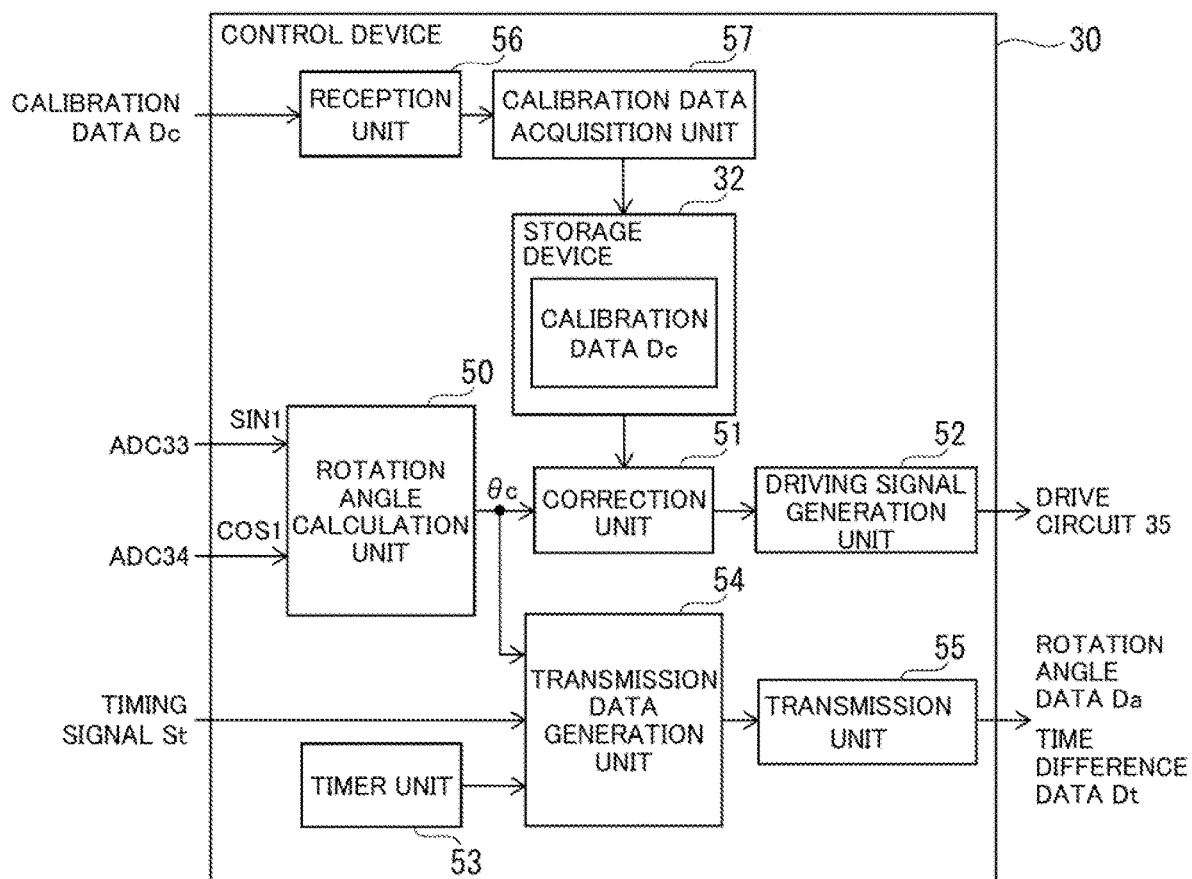 CONTROL DEVICE
30
56
57
CALIBRATION
DATA Dc
RECEPTION
UNIT
CALIBRATION DATA
ACQUISITION UNIT
32
STORAGE
DEVICE
CALIBRATION
DATA Dc
50
SIN1
ADC33
COS1
ADC34
ROTATION
ANGLE
CALCULATION
UNIT
θc
51
CORRECTION
UNIT
52
DRIVING SIGNAL
GENERATION
UNIT
DRIVE
CIRCUIT 35
54
TIMING
SIGNAL St
TRANSMISSION
DATA
GENERATION
UNIT
55
TRANSMISSION
UNIT
ROTATION
ANGLE
DATA Da
TIME
DIFFERENCE
DATA Dt
TIMER UNIT
53